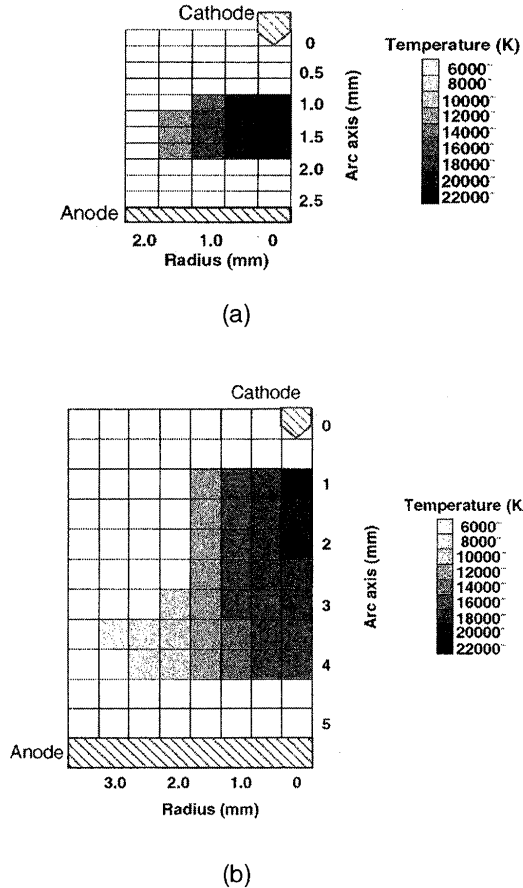 Cathode
0
0.5
1.0
1.5
2.0
2.5
Arc axis (mm)
Anode
2.0 1.0 0
Radius (mm)
Temperature (K)
6000~
8000~
10000~
12000~
14000~
16000~
18000~
20000~
22000~
(a)
Cathode
0
1
2
3
4
5
Arc axis (mm)
Anode
3.0 2.0 1.0 0
Radius (mm)
Temperature (K
6000~
8000~
10000~
12000~
14000~
16000~
18000~
20000~
22000~
(b)